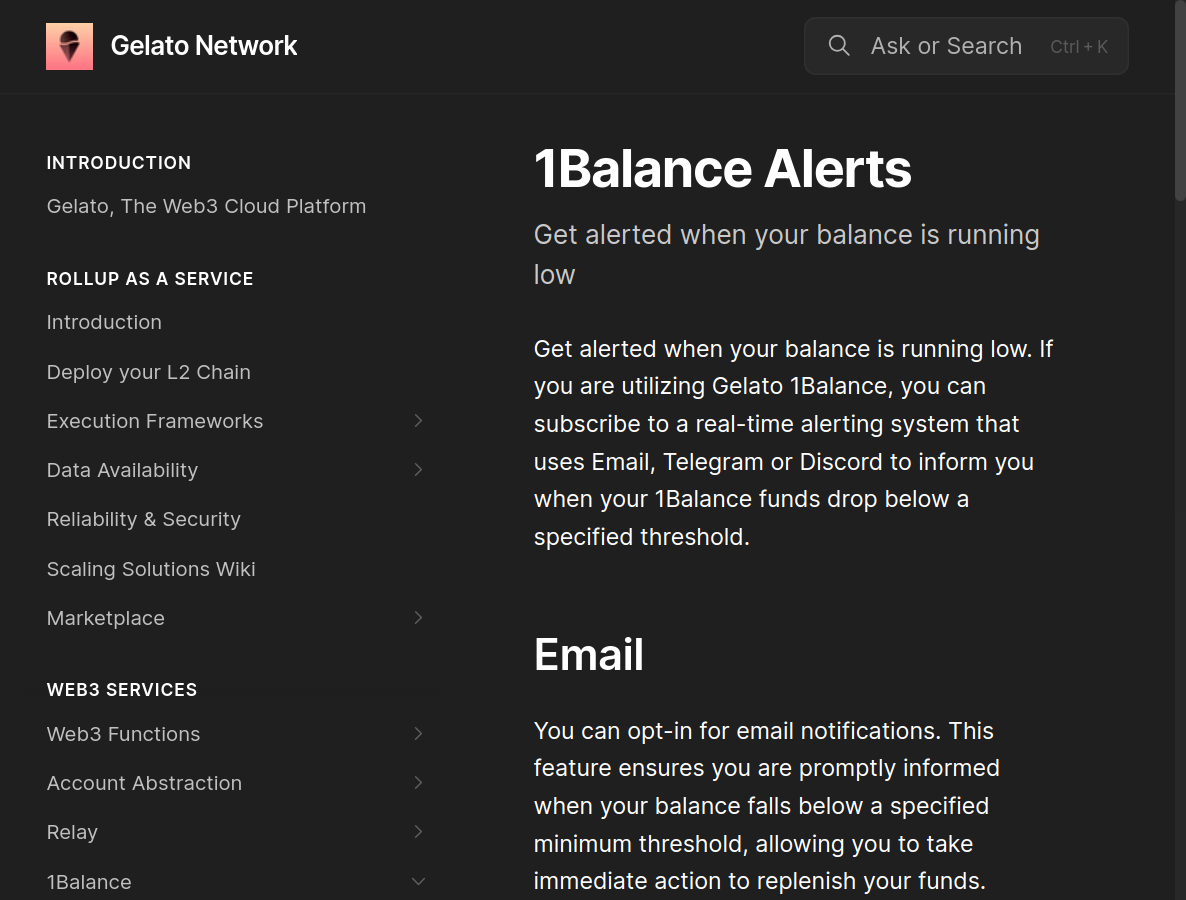 Gelato Network
Ask or Search Ctrl + K
INTRODUCTION
Gelato, The Web3 Cloud Platform
ROLLUP AS A SERVICE
Introduction
Deploy your L2 Chain
Execution Frameworks
Data Availability
Reliability & Security
Scaling Solutions Wiki
Marketplace
WEB3 SERVICES
Web3 Functions
Account Abstraction
Relay
1Balance
1Balance Alerts
Get alerted when your balance is running
low
Get alerted when your balance is running low. If
you are utilizing Gelato 1Balance, you can
subscribe to a real-time alerting system that
uses Email, Telegram or Discord to inform you
when your 1Balance funds drop below a
specified threshold.
Email
You can opt-in for email notifications. This
feature ensures you are promptly informed
when your balance falls below a specified
minimum threshold, allowing you to take
immediate action to replenish your funds.